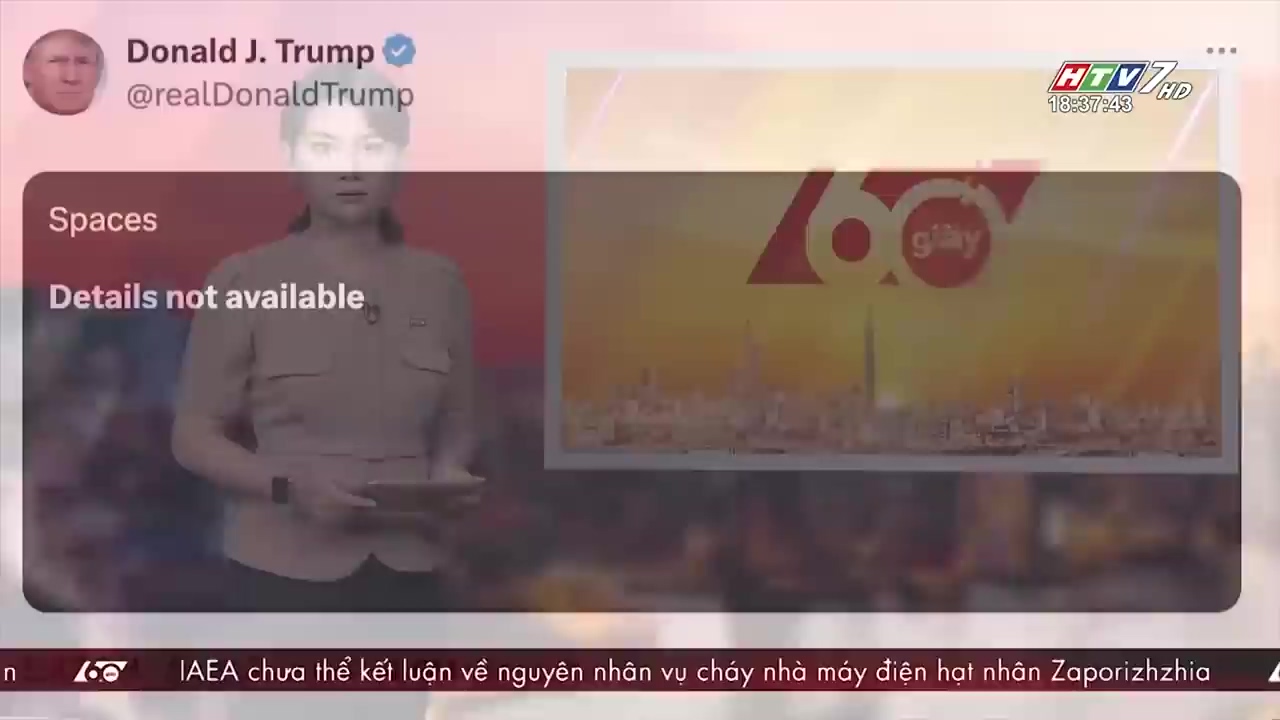 Donald J. Trump
@realDonaldTrump
HTV7 HD
18:37:43
Spaces
Details not available
60
giây
n 60 giây IAEA chưa thể kết luận về nguyên nhân vụ cháy nhà máy điện hạt nhân Zaporizhzhia